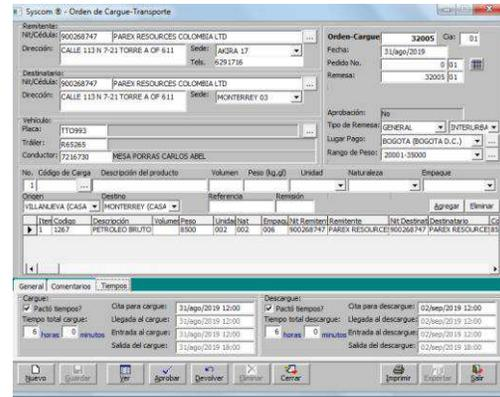 Syscom ® - Orden de Cargue-Transporte
Remitente:
Nit/Cédula: 900268747 PAREX RESOURCES COLOMBIA LTD ...
Dirección: CALLE 113 N 7-21 TORRE A OF 611 Sede: AKIRA 17
Tels. 6291716
Destinatario:
Nit/Cédula: 900268747 PAREX RESOURCES COLOMBIA LTD ...
Dirección: CALLE 113 N 7-21 TORRE A OF 611 Sede: MONTERREY 03
Vehículo:
Placa: TTO993 ...
Tráiler: R65265
Conductor: 7216730 MESA PORRAS CARLOS ABEL
Orden-Cargue 32005 Cia: 01
Fecha: 31/ago/2019
Pedido No. 0 01
Remesa: 32005 01
Aprobación: No
Tipo de Remesa: GENERAL INTERURBA
Lugar Pago: BOGOTA (BOGOTA D.C.) ...
Rango de Peso: 20001-35000
No. Código de Carga Descripción del producto Volumen Peso (kg,gl) Unidad Naturaleza Empaque
1 ...
Origen Destino Referencia Remisión
VILLANUEVA (CASA MONTERREY (CASA Agregar Eliminar
Item Codigo Descripción Volumen Peso Unidad Nat Empaqu Nit Remiten Remitente Nit Destinat Destinatario Co
1 1267 PETROLEO BRUTO 8500 002 002 006 900268747 PAREX RESOURCE 900268747 PAREX RESOURCE 85
General Comentarios Tiempos
Cargue:
Pactó tiempos? Cita para cargue: 31/ago/2019 12:00
Tiempo total cargue: Llegada al cargue: 31/ago/2019 12:00
6 horas 0 minutos Entrada al cargue: 31/ago/2019 12:00
Salida del cargue: 31/ago/2019 18:00
Descargue:
Pactó tiempos? Cita para descargue: 02/sep/2019 12:00
Tiempo total descargue: Llegada al descargue: 02/sep/2019 12:00
6 horas 0 minutos Entrada al descargue: 02/sep/2019 12:00
Salida del descargue: 02/sep/2019 18:00
Nuevo Guardar Ver Aprobar Devolver Eliminar Cerrar Imprimir Exportar Salir